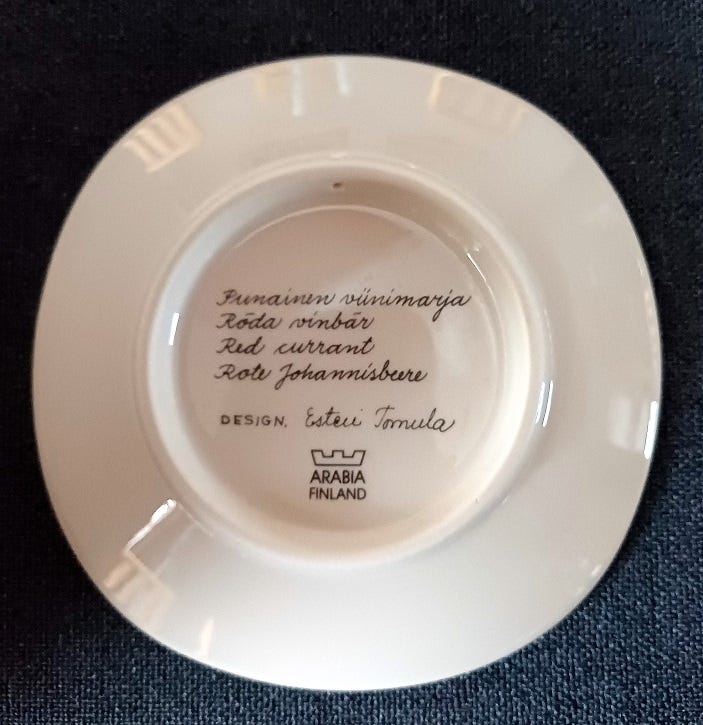 Punainen viinimarja
Röda vinbär
Red currant
Rote Johannisbeere
DESIGN. Esteri Tomula
ARABIA
FINLAND